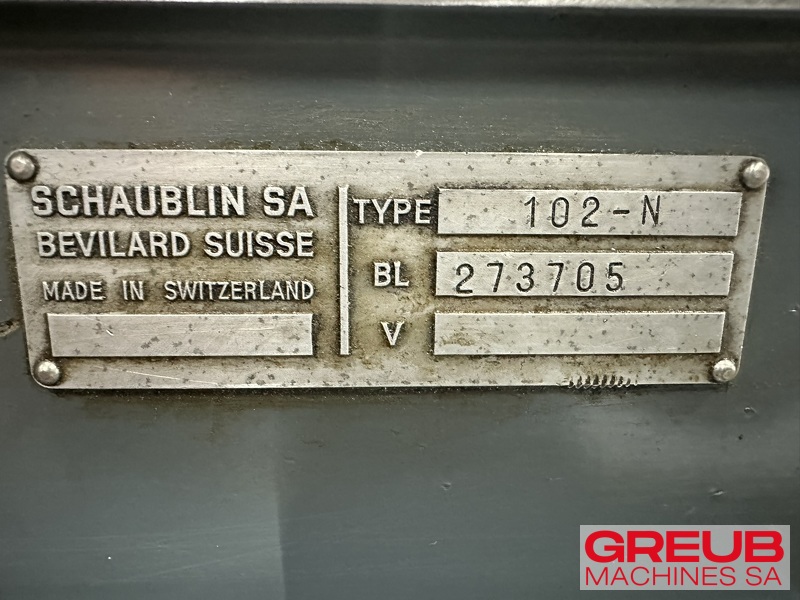 SCHAUBLIN SA
BEVILARD SUISSE
MADE IN SWITZERLAND
TYPE 102-N
BL 273705
V
GREUB
MACHINES SA